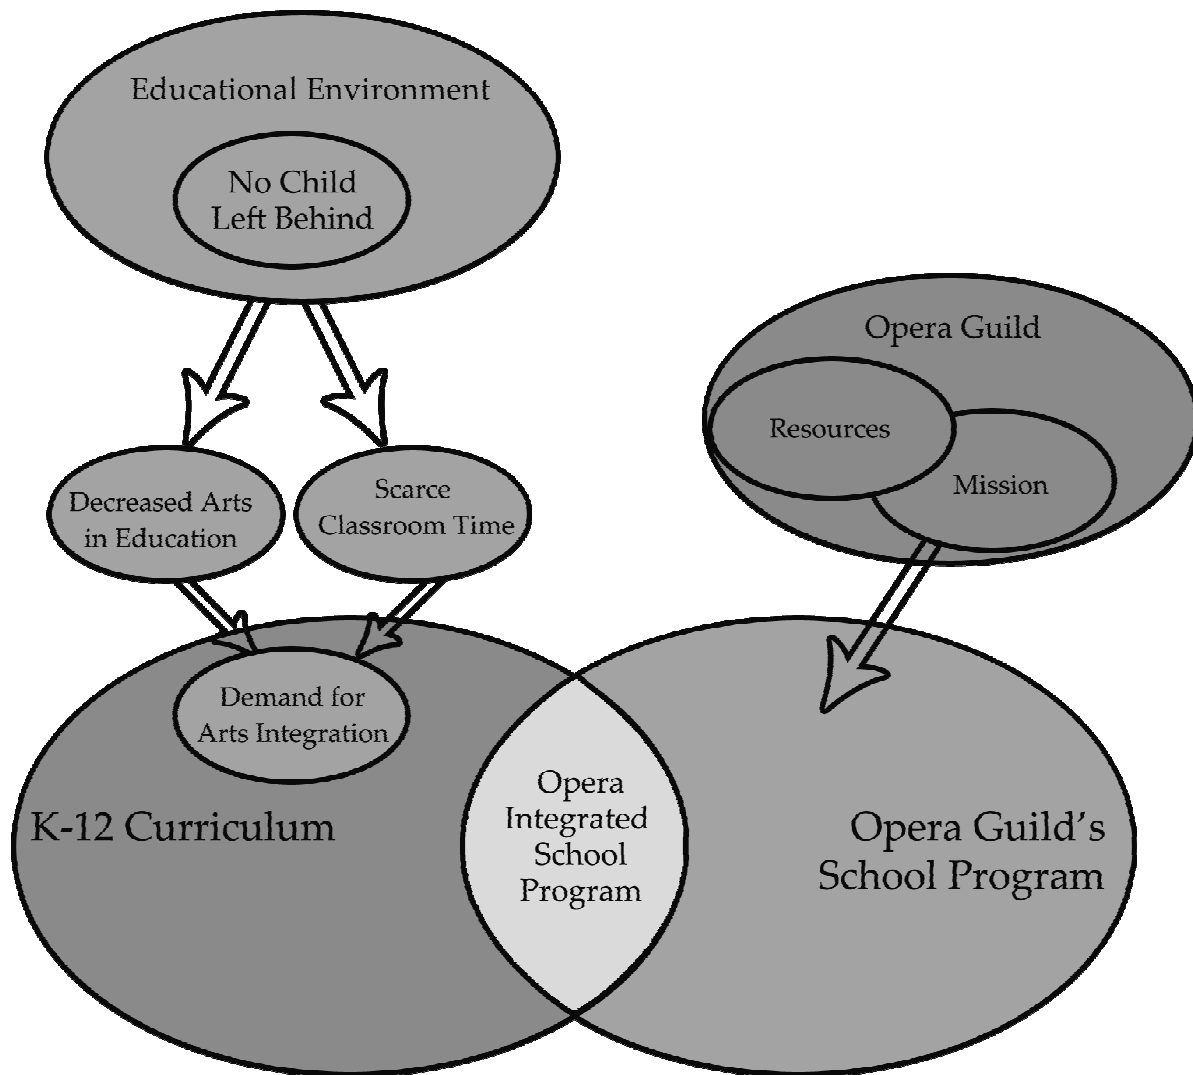 Educational Environment
No Child
Left Behind
Opera Guild
Resources
Mission
Decreased Arts
in Education
Scarce
Classroom Time
Demand for
Arts Integration
K-12 Curriculum
Opera
Integrated
School
Program
Opera Guild's
School Program